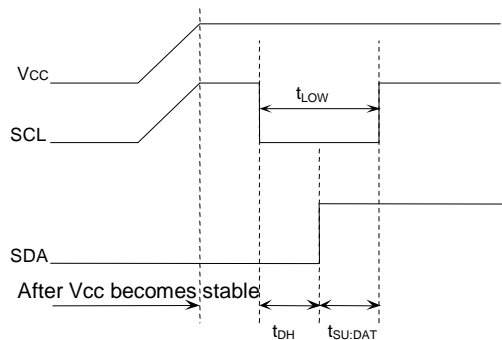 Vcc
tLOW
SCL
SDA
After Vcc becomes stable
tDH
tSU;DAT